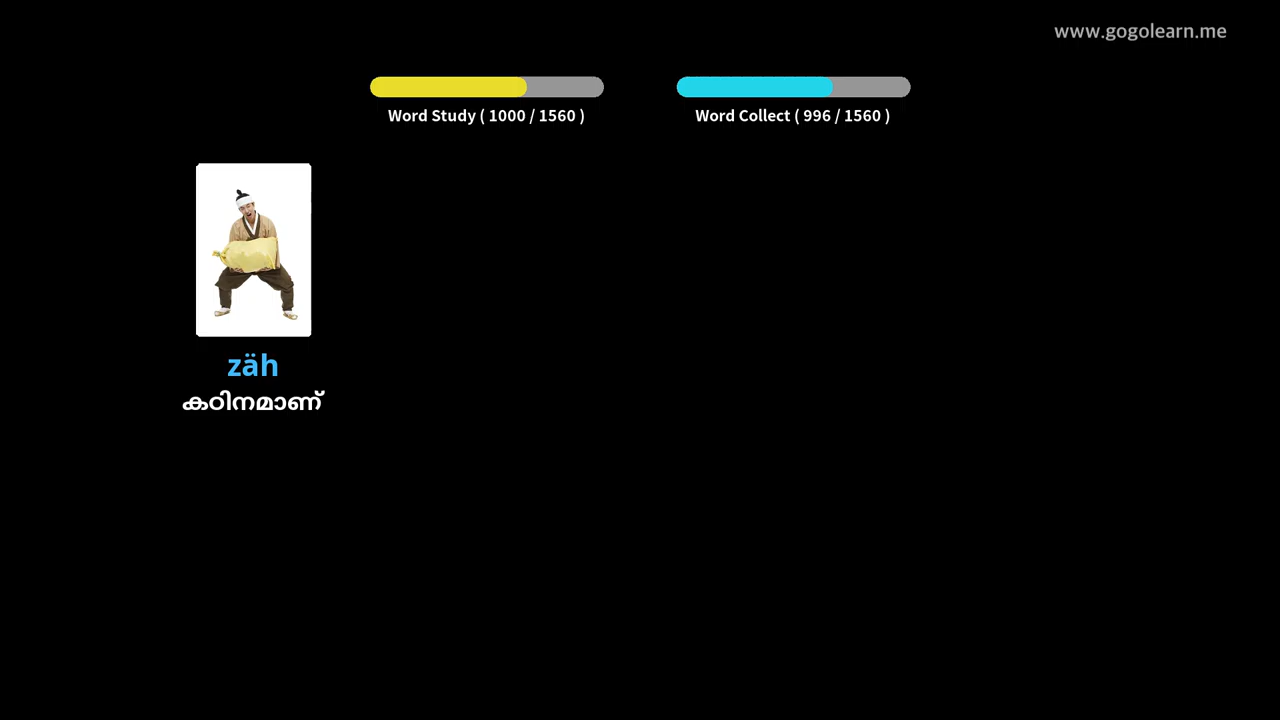 www.gogolearn.me
Word Study ( 1000 / 1560 )
Word Collect ( 996 / 1560 )
zäh
കഠിനമാണ്